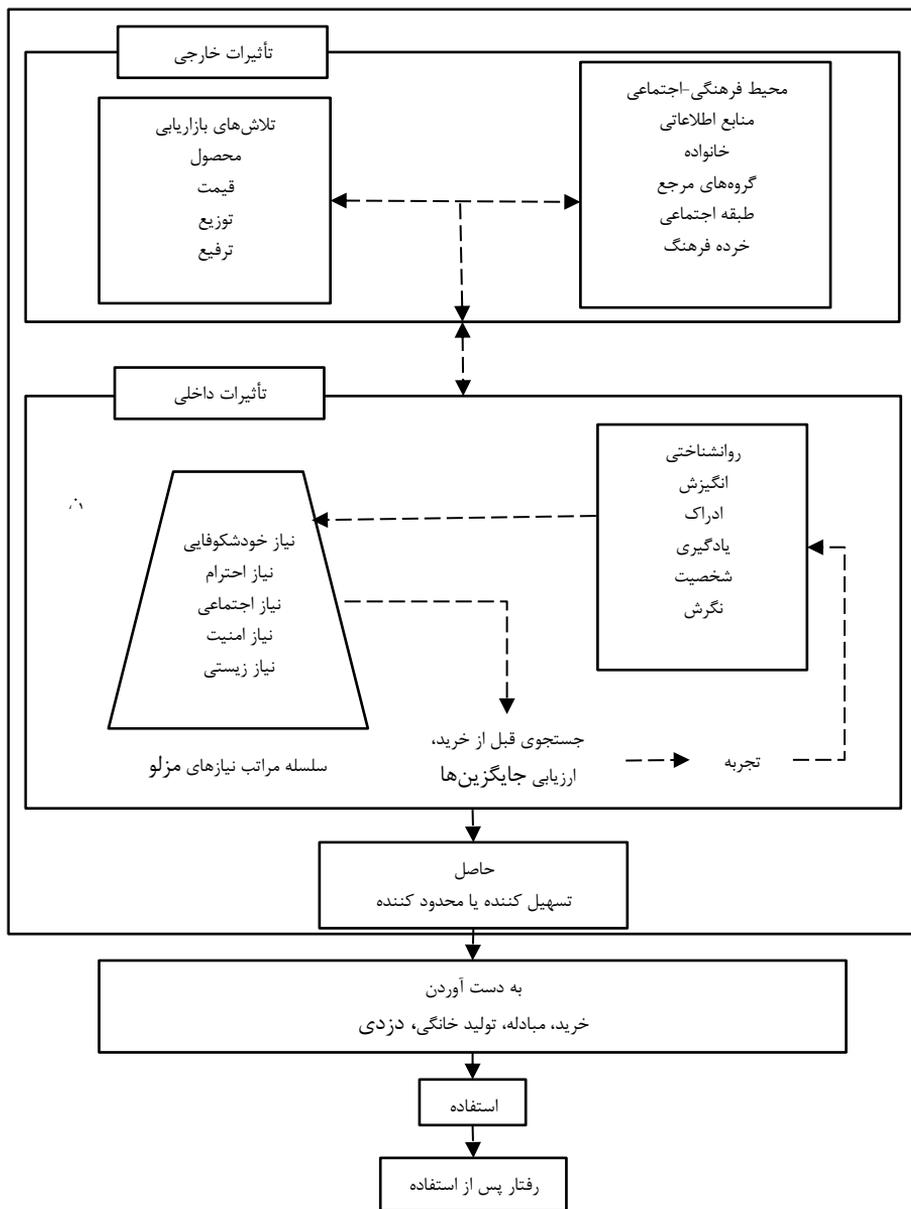 تأثیرات خارجی
محیط فرهنگی-اجتماعی
منابع اطلاعاتی
خانواده
گروه‌های مرجع
طبقه اجتماعی
خرده فرهنگ
تلاش‌های بازاریابی
محصول
قیمت
توزیع
ترفیع
تأثیرات داخلی
روانشناختی
انگیزش
ادراک
یادگیری
شخصیت
نگرش
نیاز خودشکوفایی
نیاز احترام
نیاز اجتماعی
نیاز امنیت
نیاز زیستی
سلسله مراتب نیازهای مزلو
جستجوی قبل از خرید،
ارزیابی جایگزین‌ها
تجربه
حاصل
تسهیل کننده یا محدود کننده
به دست آوردن
خرید، مبادله، تولید خانگی، دزدی
استفاده
رفتار پس از استفاده